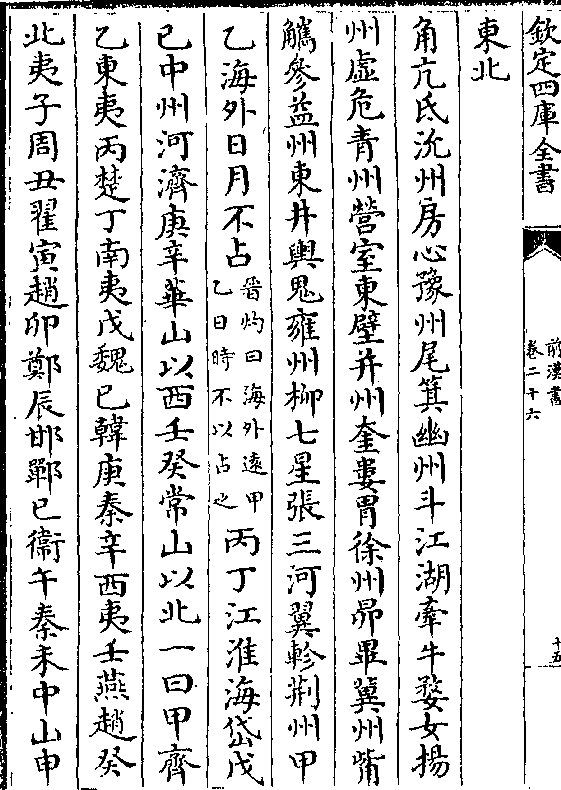 欽定四庫全書
前漢書
卷二十六
十五
東北
角亢氐沇州房心豫州尾箕幽州斗江湖牽牛婺女揚
州虛危青州營室東壁并州奎婁胃徐州昴畢冀州觜
觹參益州東井輿鬼雍州柳七星張三河翼軫荆州甲
乙海外日月不占晉灼曰海外遠甲乙日時不以占之丙丁江淮海岱戊
己中州河濟庚辛華山以西壬癸常山以北一曰甲齊
乙東夷丙楚丁南夷戊魏己韓庚秦辛西夷壬燕趙癸
北夷子周丑翟寅趙卯鄭辰邯鄲巳衞午秦未中山申